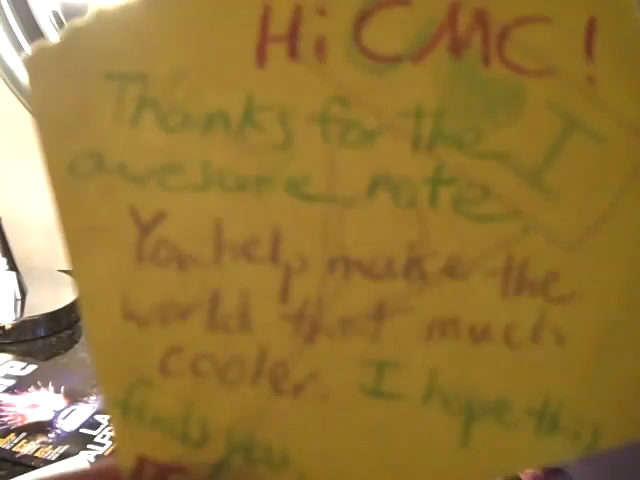 Hi CMC!
Thanks for the I
awesome note.
You help make the
world that much
cooler. I hope this
finds you
LA